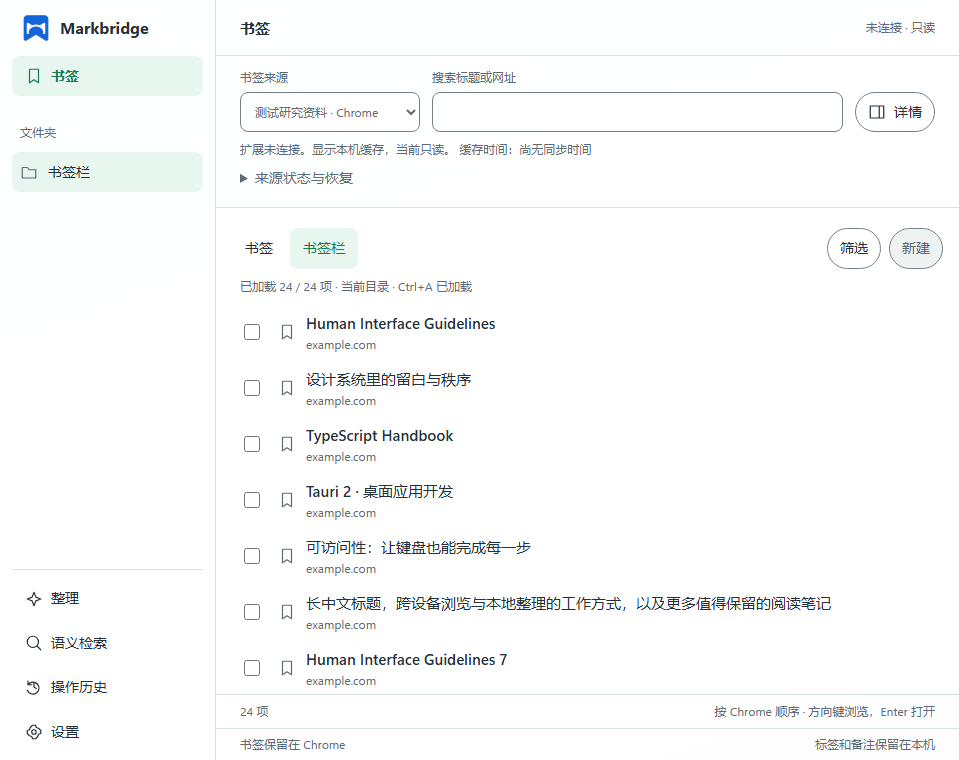 Markbridge
书签
文件夹
书签栏
整理
语义检索
操作历史
设置
书签
未连接 · 只读
书签来源
搜索标题或网址
测试研究资料 · Chrome
详情
扩展未连接。显示本机缓存，当前只读。 缓存时间：尚无同步时间
来源状态与恢复
书签 书签栏
筛选 新建
已加载 24 / 24 项 · 当前目录 · Ctrl+A 已加载
Human Interface Guidelines
example.com
设计系统里的留白与秩序
example.com
TypeScript Handbook
example.com
Tauri 2 · 桌面应用开发
example.com
可访问性：让键盘也能完成每一步
example.com
长中文标题，跨设备浏览与本地整理的工作方式，以及更多值得保留的阅读笔记
example.com
Human Interface Guidelines 7
example.com
24 项
按 Chrome 顺序 · 方向键浏览，Enter 打开
书签保留在 Chrome
标签和备注保留在本机